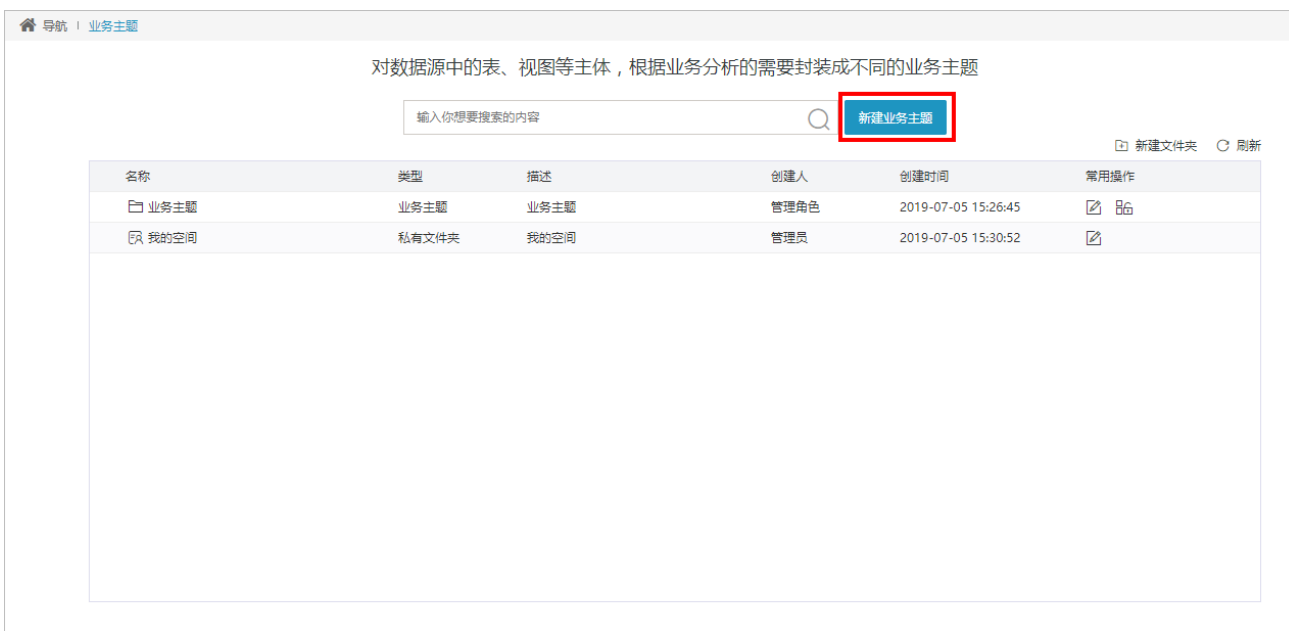 导航 | 业务主题
对数据源中的表、视图等主体，根据业务分析的需要封装成不同的业务主题
输入你想要搜索的内容 新建业务主题
新建文件夹 刷新
名称 类型 描述 创建人 创建时间 常用操作
业务主题 业务主题 业务主题 管理角色 2019-07-05 15:26:45
我的空间 私有文件夹 我的空间 管理员 2019-07-05 15:30:52